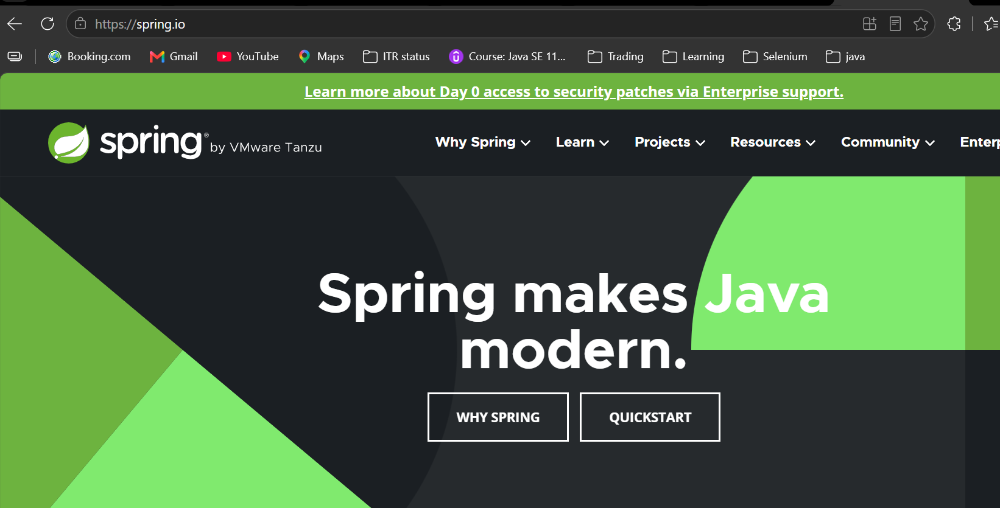 https://spring.io
Booking.com Gmail YouTube Maps ITR status Course: Java SE 11... Trading Learning Selenium java
Learn more about Day 0 access to security patches via Enterprise support.
spring® by VMware Tanzu Why Spring Learn Projects Resources Community Enterp
Spring makes Java
modern.
WHY SPRING QUICKSTART